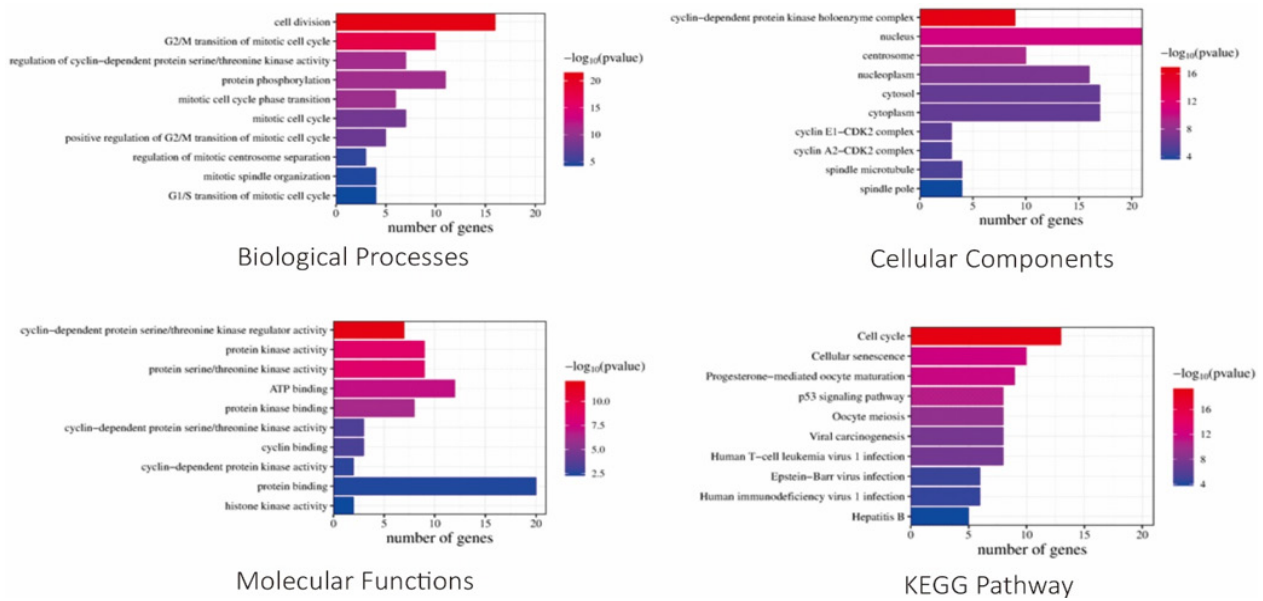 cell division
G2/M transition of mitotic cell cycle
regulation of cyclin−dependent protein serine/threonine kinase activity
protein phosphorylation
mitotic cell cycle phase transition
mitotic cell cycle
positive regulation of G2/M transition of mitotic cell cycle
regulation of mitotic centrosome separation
mitotic spindle organization
G1/S transition of mitotic cell cycle
0 5 10 15 20
number of genes
−log10(pvalue)
20
15
10
5
Biological Processes
cyclin−dependent protein kinase holoenzyme complex
nucleus
centrosome
nucleoplasm
cytosol
cytoplasm
cyclin E1−CDK2 complex
cyclin A2−CDK2 complex
spindle microtubule
spindle pole
0 5 10 15 20
number of genes
−log10(pvalue)
16
12
8
4
Cellular Components
cyclin−dependent protein serine/threonine kinase regulator activity
protein kinase activity
protein serine/threonine kinase activity
ATP binding
protein kinase binding
cyclin−dependent protein serine/threonine kinase activity
cyclin binding
cyclin−dependent protein kinase activity
protein binding
histone kinase activity
0 5 10 15 20
number of genes
−log10(pvalue)
10.0
7.5
5.0
2.5
Molecular Functions
Cell cycle
Cellular senescence
Progesterone−mediated oocyte maturation
p53 signaling pathway
Oocyte meiosis
Viral carcinogenesis
Human T−cell leukemia virus 1 infection
Epstein−Barr virus infection
Human immunodeficiency virus 1 infection
Hepatitis B
0 5 10 15 20
number of genes
−log10(pvalue)
16
12
8
4
KEGG Pathway